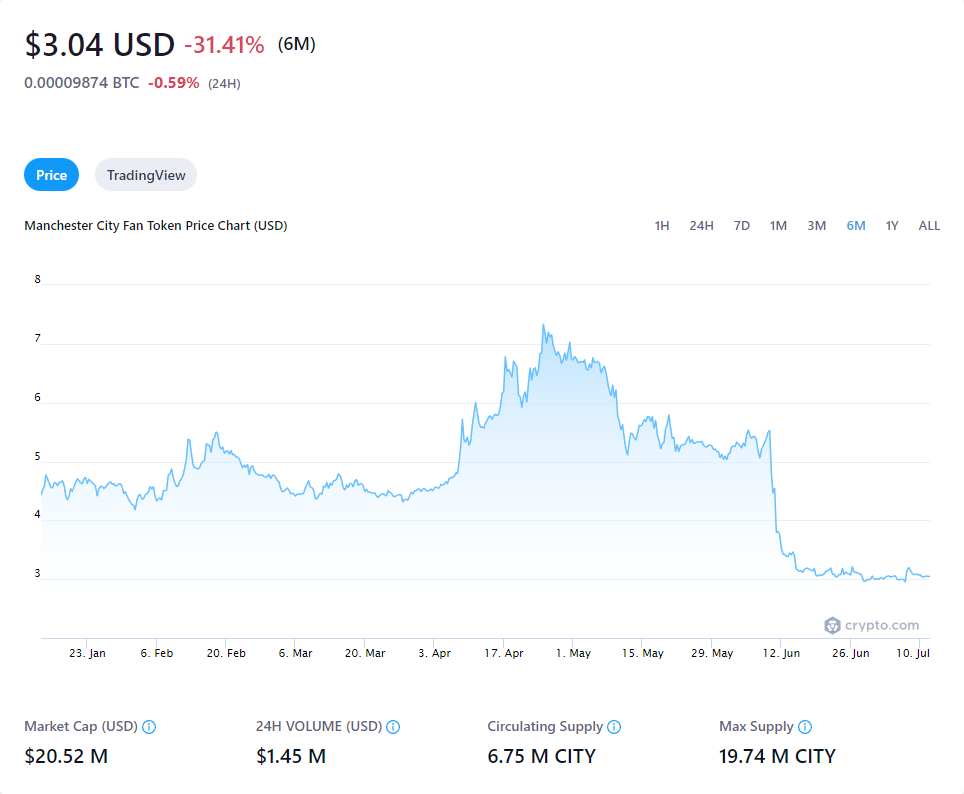 $3.04 USD -31.41% (6M)
0.00009874 BTC -0.59% (24H)
Price TradingView
Manchester City Fan Token Price Chart (USD) 1H 24H 7D 1M 3M 6M 1Y ALL
8
7
6
5
4
3
crypto.com
23. Jan 6. Feb 20. Feb 6. Mar 20. Mar 3. Apr 17. Apr 1. May 15. May 29. May 12. Jun 26. Jun 10. Jul
Market Cap (USD) 24H VOLUME (USD) Circulating Supply Max Supply
$20.52 M $1.45 M 6.75 M CITY 19.74 M CITY